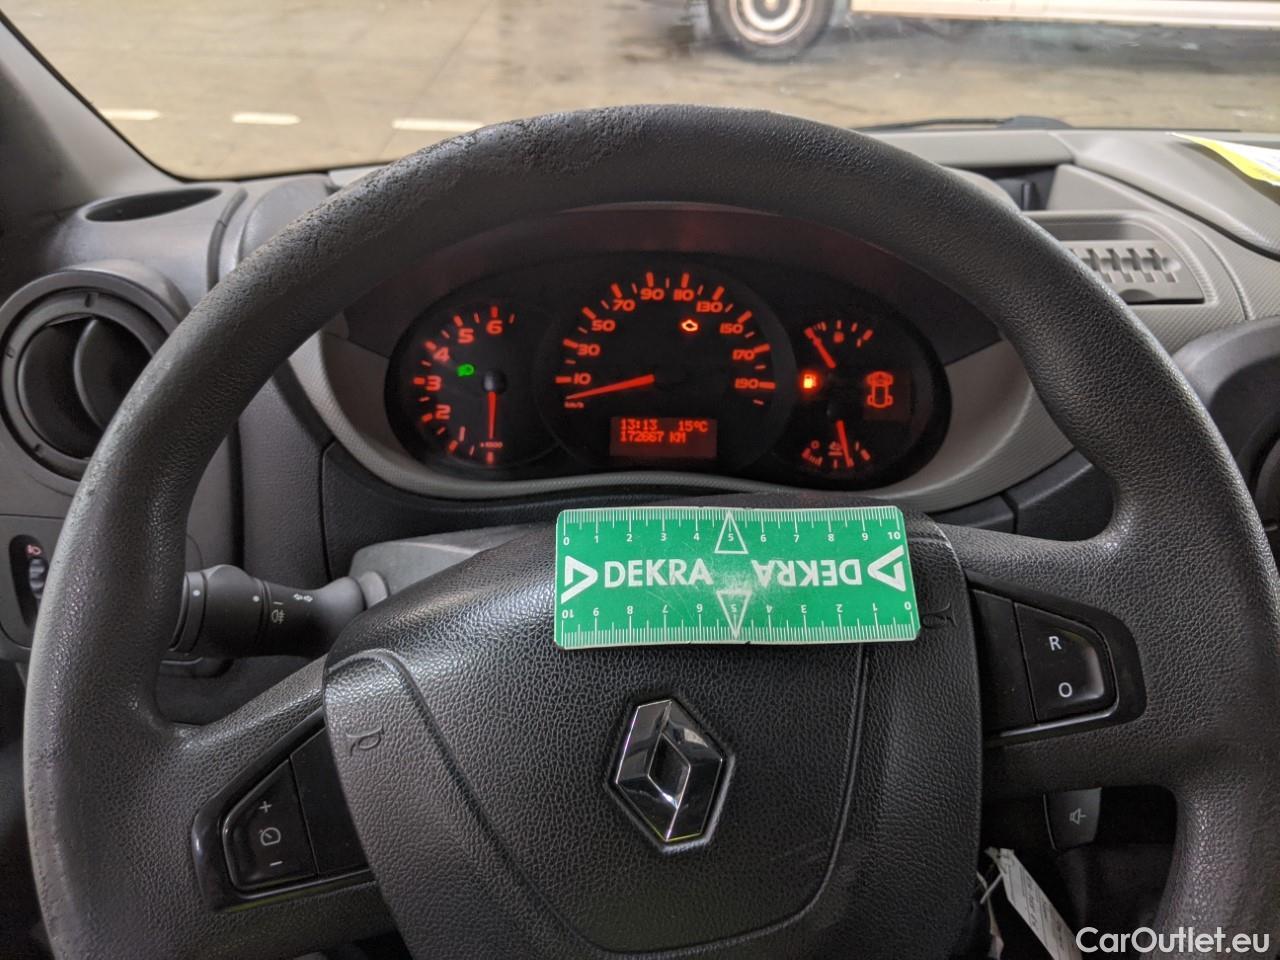 1 2 3 4 5 6
×1000
10 30 50 70 90 110 130 150 170 190
km/h
13:13 15°C
172667 KM
0
0 1 2 3 4 5 6 7 8 9 10
DEKRA DEKRA
10 9 8 7 6 5 4 3 2 1 0
R
O
+
−
CarOutlet.eu